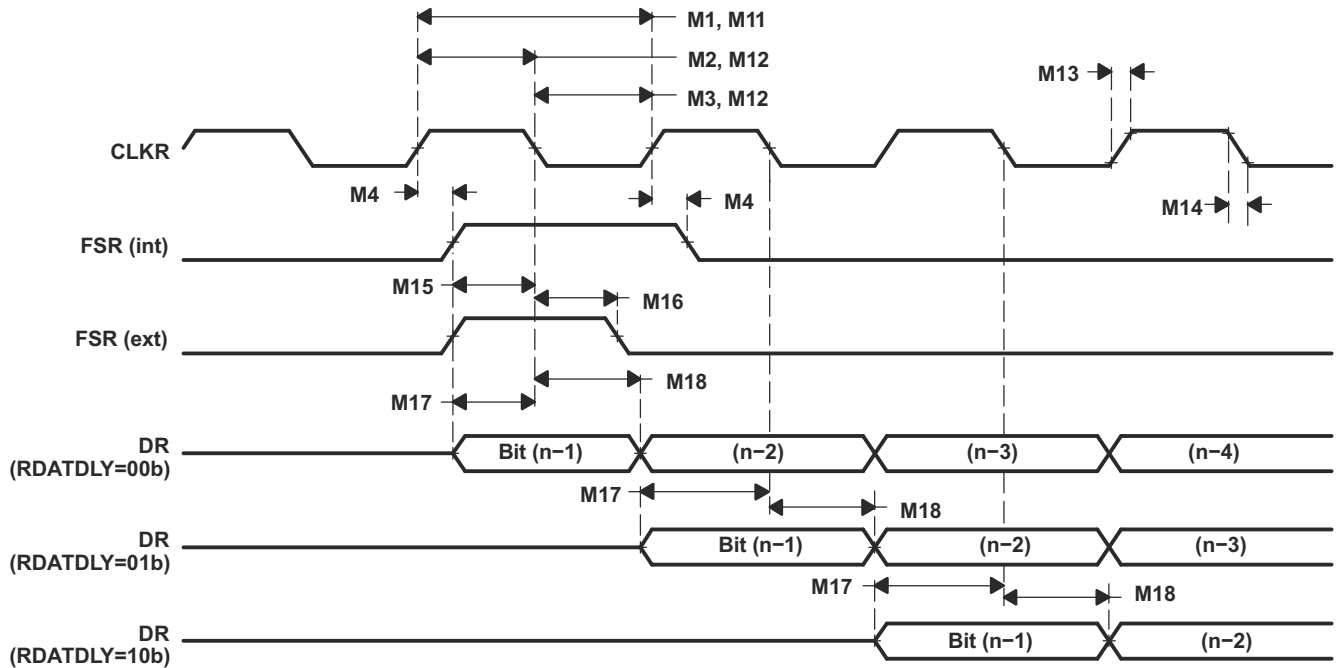 M1, M11
M2, M12
M13
M3, M12
CLKR
M4
M4
M14
FSR (int)
M15
M16
FSR (ext)
M18
M17
DR
(RDATDLY=00b)
Bit (n−1)
(n−2)
(n−3)
(n−4)
M17
M18
DR
(RDATDLY=01b)
Bit (n−1)
(n−2)
(n−3)
M17
M18
DR
(RDATDLY=10b)
Bit (n−1)
(n−2)